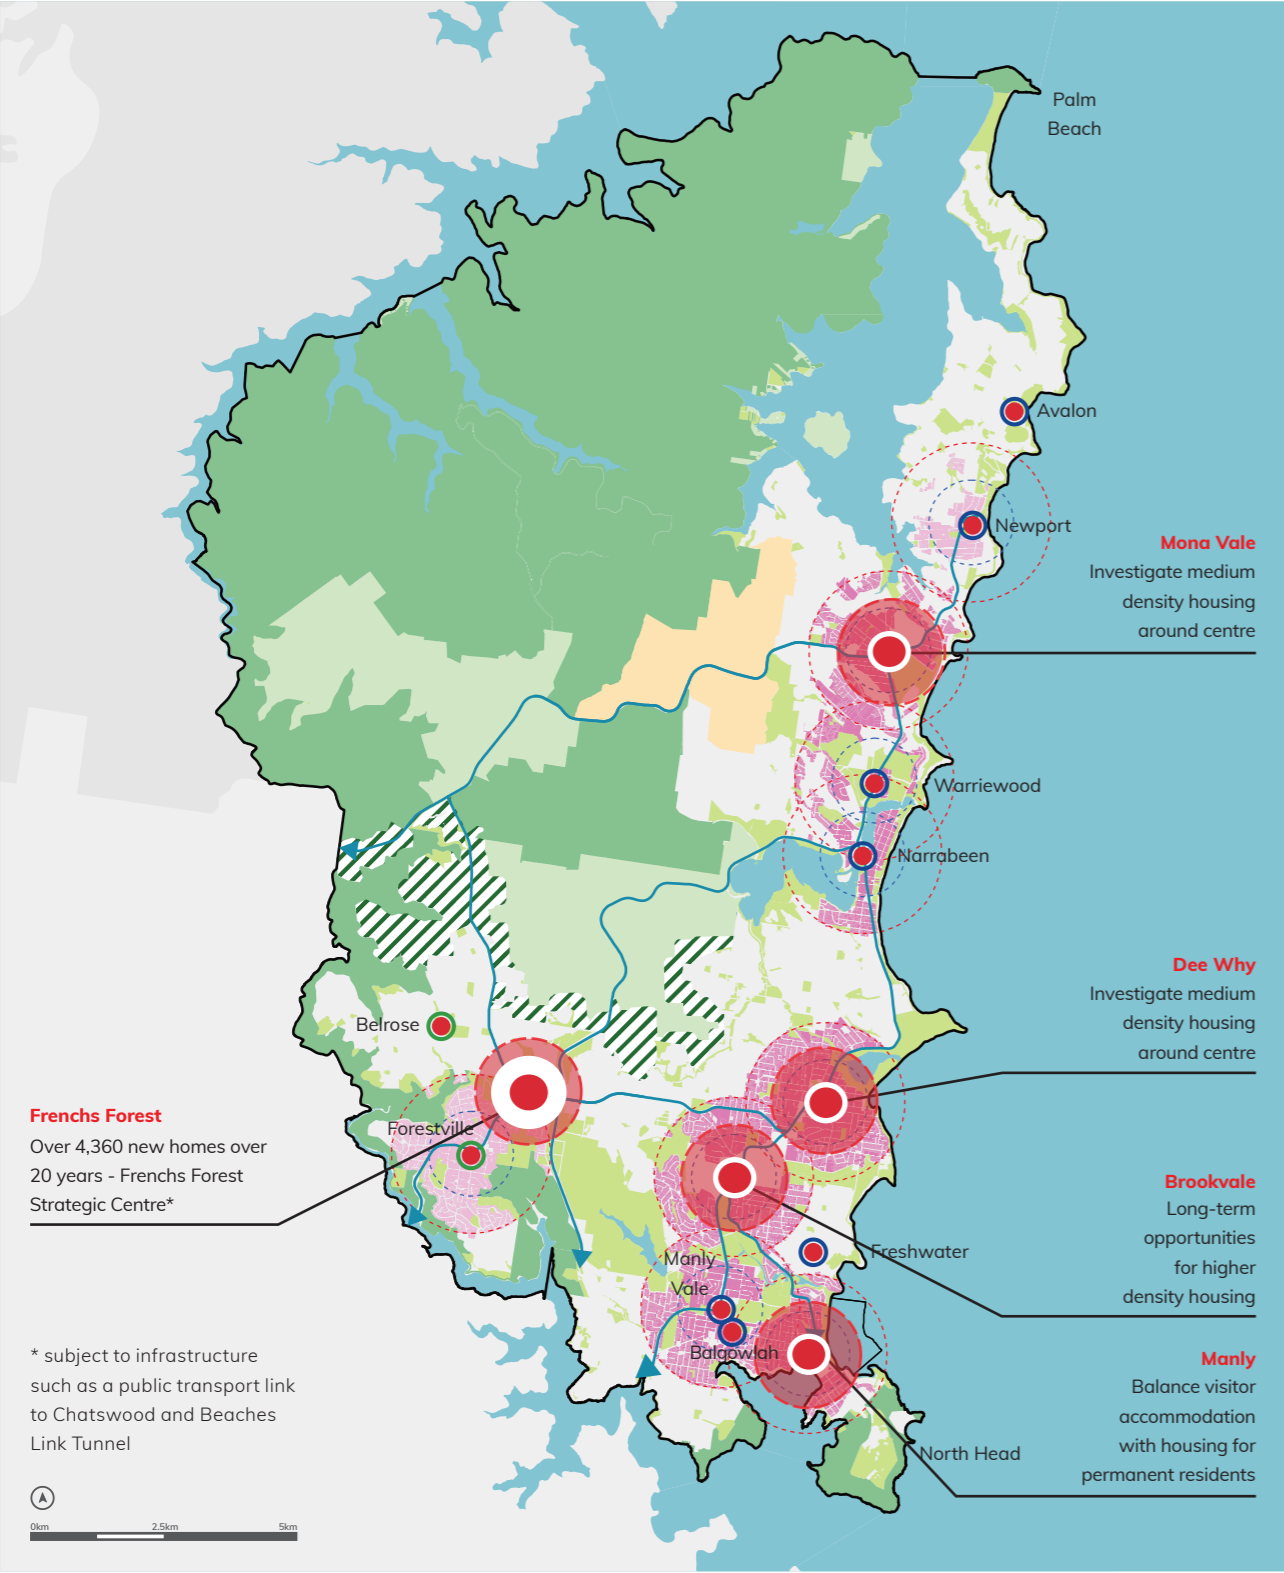 Palm
Beach
Avalon
Newport
Mona Vale
Investigate medium
density housing
around centre
Warriewood
Narrabeen
Dee Why
Investigate medium
density housing
around centre
Belrose
Frenchs Forest
Over 4,360 new homes over
20 years - Frenchs Forest
Strategic Centre*
Forestville
Brookvale
Long-term
opportunities
for higher
density housing
Freshwater
Manly
Vale
Balgowlah
Manly
Balance visitor
accommodation
with housing for
permanent residents
North Head
* subject to infrastructure
such as a public transport link
to Chatswood and Beaches
Link Tunnel
0km 2.5km 5km